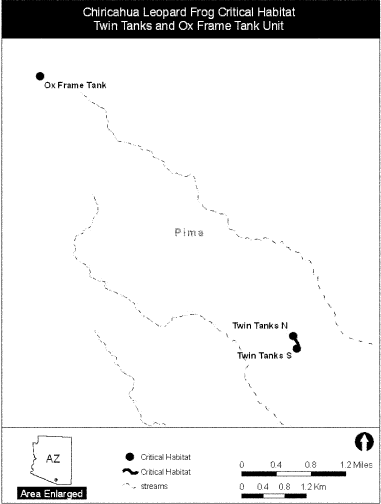 Chiricahua Leopard Frog Critical Habitat
Twin Tanks and Ox Frame Tank Unit
Ox Frame Tank
Pima
Twin Tanks N
Twin Tanks S
AZ
Area Enlarged
Critical Habitat
Critical Habitat
streams
0 0.4 0.8 1.2 Miles
0 0.4 0.8 1.2 Km